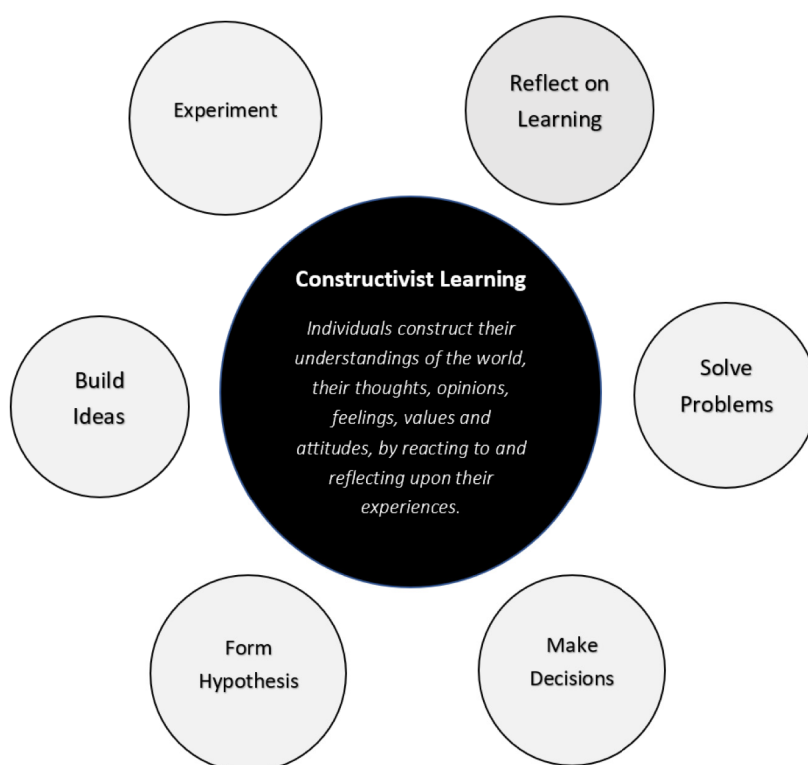 Experiment
Reflect on
Learning
Constructivist Learning
Individuals construct their
understandings of the world,
their thoughts, opinions,
feelings, values and
attitudes, by reacting to and
reflecting upon their
experiences.
Build
Ideas
Solve
Problems
Form
Hypothesis
Make
Decisions